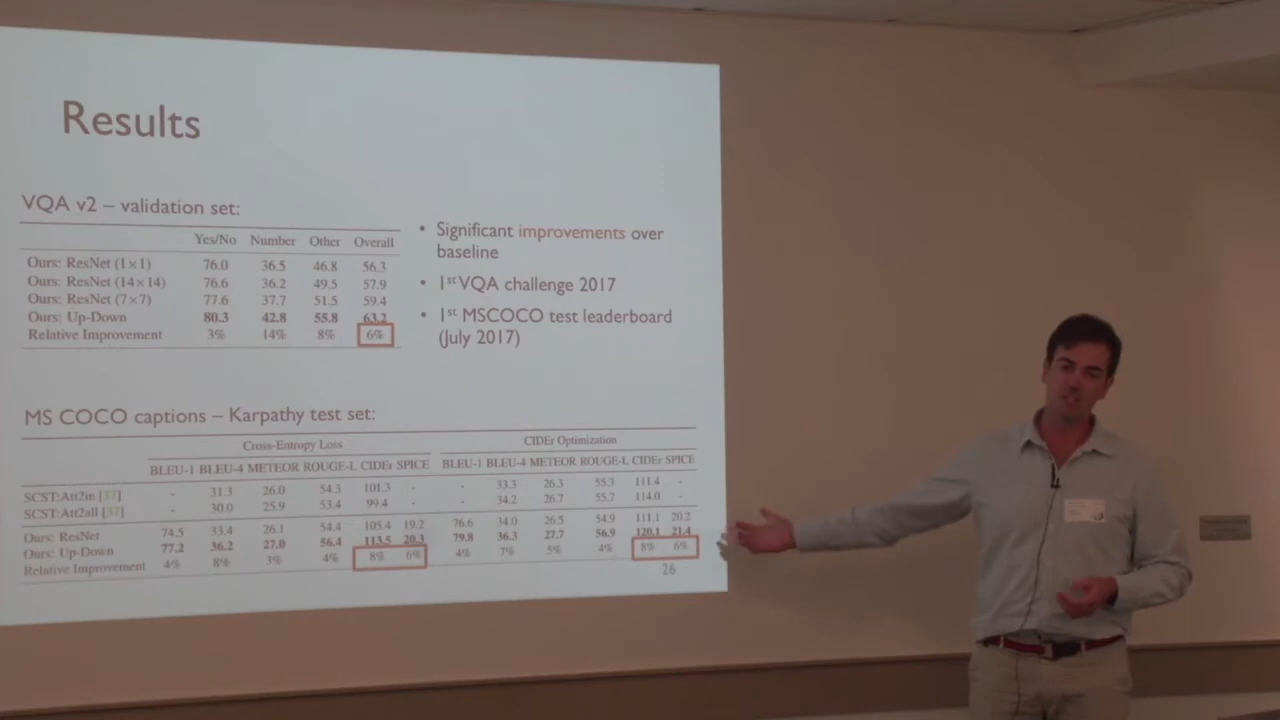 Results
VQA v2 – validation set:
Yes/No Number Other Overall
Ours: ResNet (1×1) 76.0 36.5 46.8 56.3
Ours: ResNet (14×14) 76.6 36.2 49.5 57.9
Ours: ResNet (7×7) 77.6 37.7 51.5 59.4
Ours: Up-Down 80.3 42.8 55.8 63.2
Relative Improvement 3% 14% 8% 6%
• Significant improvements over
baseline
• 1st VQA challenge 2017
• 1st MSCOCO test leaderboard
(July 2017)
MS COCO captions – Karpathy test set:
Cross-Entropy Loss CIDEr Optimization
BLEU-1 BLEU-4 METEOR ROUGE-L CIDEr SPICE BLEU-1 BLEU-4 METEOR ROUGE-L CIDEr SPICE
SCST:Att2in [37] - 31.3 26.0 54.3 101.3 - - 33.3 26.3 55.3 111.4 -
SCST:Att2all [37] - 30.0 25.9 53.4 99.4 - - 34.2 26.7 55.7 114.0 -
Ours: ResNet 74.5 33.4 26.1 54.4 105.4 19.2 76.6 34.0 26.5 54.9 111.1 20.2
Ours: Up-Down 77.2 36.2 27.0 56.4 113.5 20.3 79.8 36.3 27.7 56.9 120.1 21.4
Relative Improvement 4% 8% 3% 4% 8% 6% 4% 7% 5% 4% 8% 6%
26